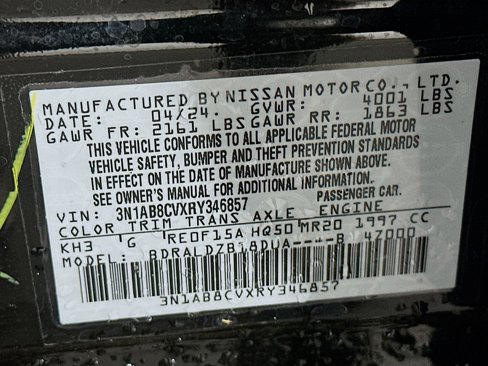 MANUFACTURED BY NISSAN MOTOR CO., LTD.
DATE: 04/24. GVWR: 4001 LBS
GAWR FR: 2161 LBS GAWR RR: 1863 LBS
THIS VEHICLE CONFORMS TO ALL APPLICABLE FEDERAL MOTOR
VEHICLE SAFETY, BUMPER AND THEFT PREVENTION STANDARDS
IN EFFECT ON THE DATE OF MANUFACTURE SHOWN ABOVE.
SEE OWNER'S MANUAL FOR ADDITIONAL INFORMATION.
VIN: 3N1AB8CVXRY346857 PASSENGER CAR.
COLOR TRIM TRANS AXLE ENGINE
KH3 G RE0F15A HQ50 MR20 1997 CC
MODEL: BDRALDZB18DUA----B 4Z000
3N1AB8CVXRY346857